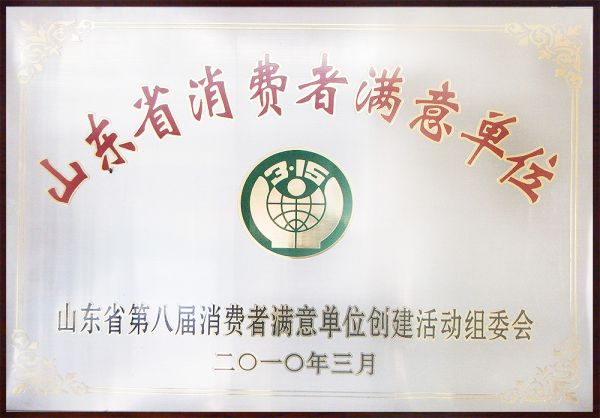 山东省消费者满意单位
3·15
山东省第八届消费者满意单位创建活动组委会
二〇一〇年三月